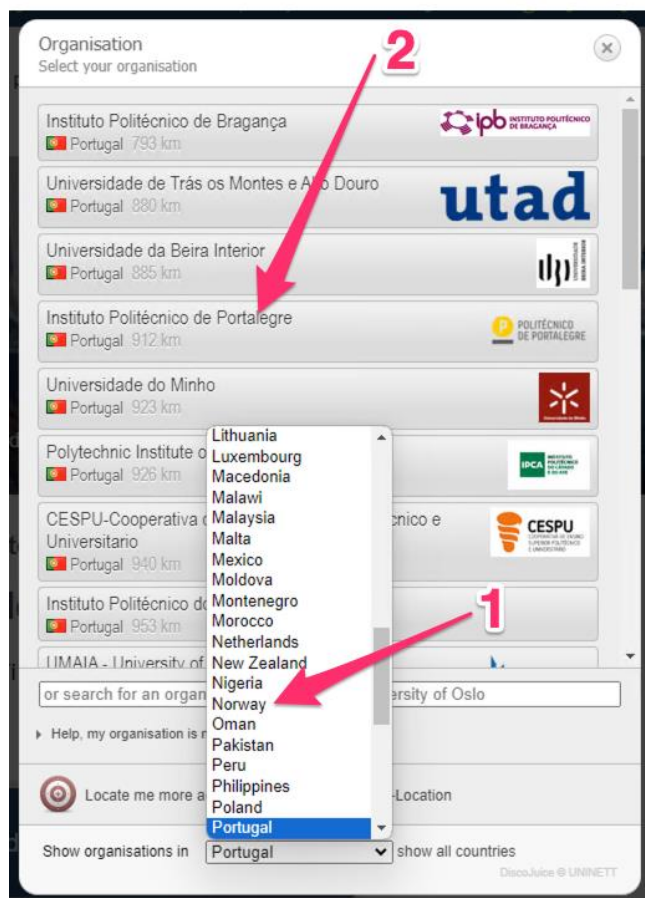 Organisation
Select your organisation
2
Instituto Politécnico de Bragança
Portugal 793 km
ipb INSTITUTO POLITÉCNICO
DE BRAGANÇA
Universidade de Trás os Montes e Alto Douro
Portugal 880 km
utad
Universidade da Beira Interior
Portugal 885 km
Instituto Politécnico de Portalegre
Portugal 912 km
POLITÉCNICO
DE PORTALEGRE
Universidade do Minho
Portugal 923 km
Polytechnic Institute o
Portugal 926 km
IPCA
CESPU-Cooperativa
cnico e
Universitario
Portugal 940 km
CESPU
Instituto Politécnico d
Portugal 953 km
UMAIA - University of
Lithuania
Luxembourg
Macedonia
Malawi
Malaysia
Malta
Mexico
Moldova
Montenegro
Morocco
Netherlands
New Zealand
Nigeria
Norway
Oman
Pakistan
Peru
Philippines
Poland
Portugal
1
or search for an organ
ersity of Oslo
Help, my organisation is
Locate me more a
-Location
Show organisations in Portugal show all countries
DiscoJuice © UNINETT